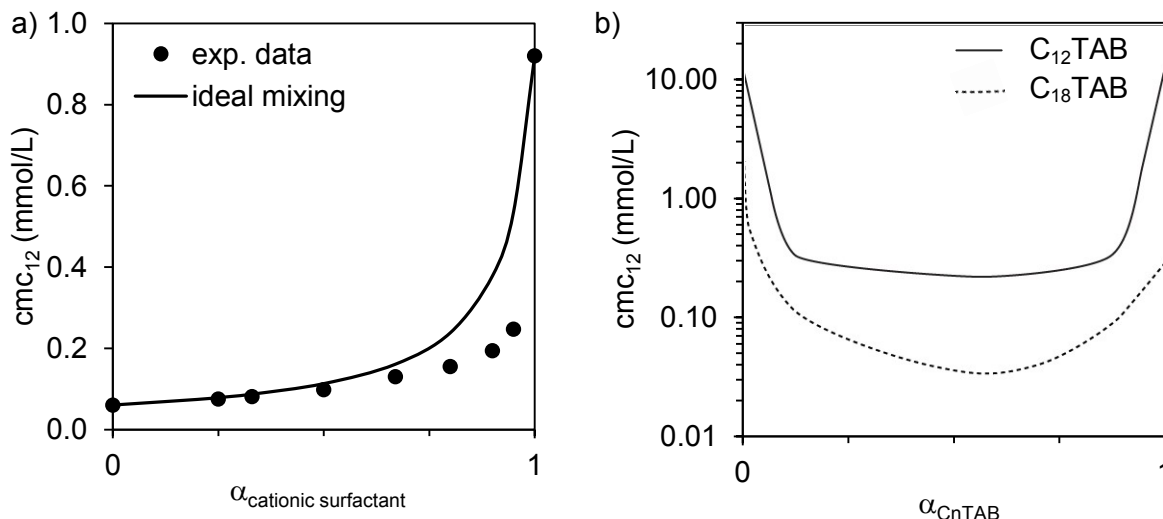 a)
exp. data
ideal mixing
cmc12 (mmol/L)
1.0
0.8
0.6
0.4
0.2
0.0
0
1
αcationic surfactant
b)
C12TAB
C18TAB
cmc12 (mmol/L)
10.00
1.00
0.10
0.01
0
1
αCnTAB